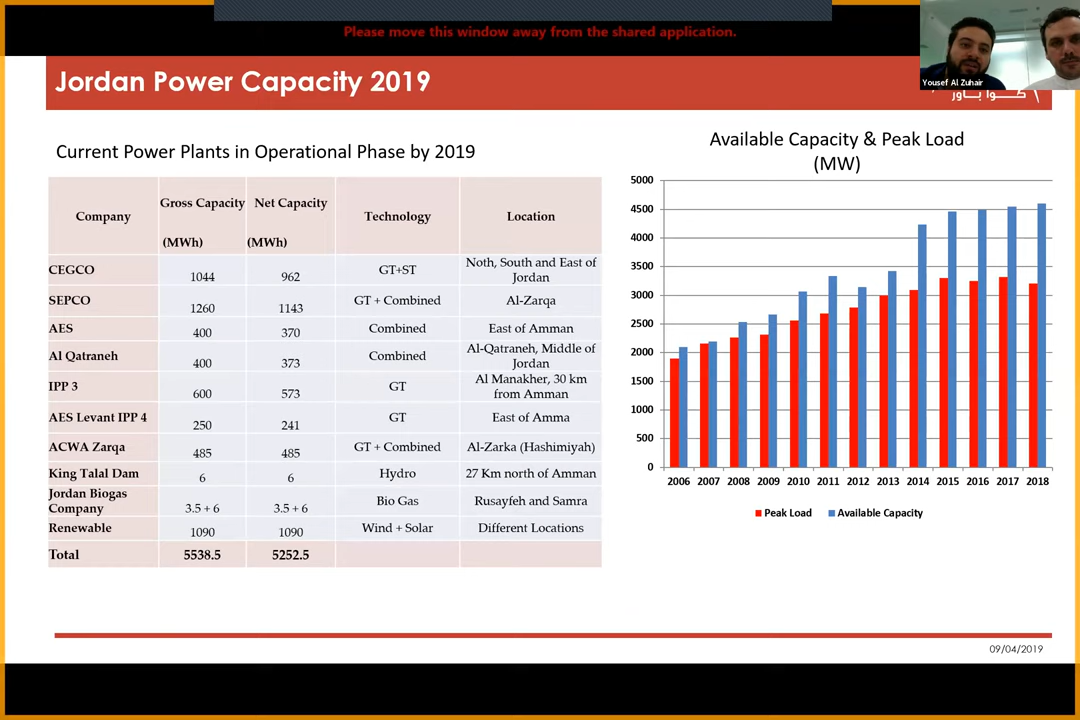 Please move this window away from the shared application.
Yousef Al Zuhair
Jordan Power Capacity 2019
كوا باور
Current Power Plants in Operational Phase by 2019
Company Gross Capacity (MWh) Net Capacity (MWh) Technology Location
CEGCO 1044 962 GT+ST Noth, South and East of Jordan
SEPCO 1260 1143 GT + Combined Al-Zarqa
AES 400 370 Combined East of Amman
Al Qatraneh 400 373 Combined Al-Qatraneh, Middle of Jordan
IPP 3 600 573 GT Al Manakher, 30 km from Amman
AES Levant IPP 4 250 241 GT East of Amma
ACWA Zarqa 485 485 GT + Combined Al-Zarka (Hashimiyah)
King Talal Dam 6 6 Hydro 27 Km north of Amman
Jordan Biogas Company 3.5 + 6 3.5 + 6 Bio Gas Rusayfeh and Samra
Renewable 1090 1090 Wind + Solar Different Locations
Total 5538.5 5252.5
Available Capacity & Peak Load
(MW)
5000
4500
4000
3500
3000
2500
2000
1500
1000
500
0
2006 2007 2008 2009 2010 2011 2012 2013 2014 2015 2016 2017 2018
Peak Load Available Capacity
09/04/2019